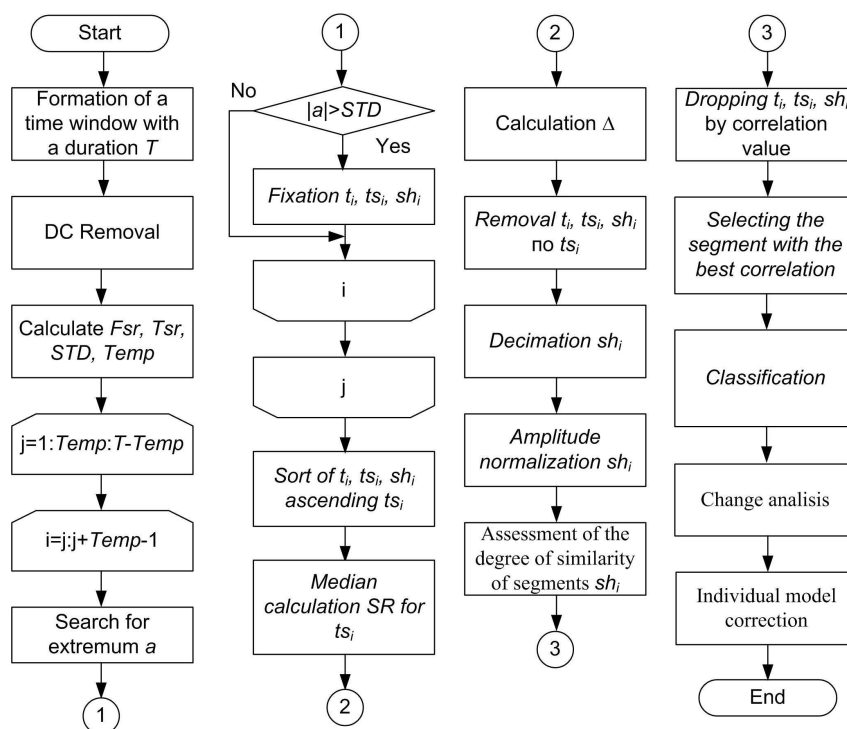 Start
Formation of a
time window with
a duration T
DC Removal
Calculate Fsr, Tsr,
STD, Temp
j=1:Temp:T-Temp
i=j:j+Temp-1
Search for
extremum a
1
1
No
|a|>STD
Yes
Fixation tᵢ, tsᵢ, shᵢ
i
j
Sort of tᵢ, tsᵢ, shᵢ
ascending tsᵢ
Median
calculation SR for
tsᵢ
2
2
Calculation Δ
Removal tᵢ, tsᵢ, shᵢ
по tsᵢ
Decimation shᵢ
Amplitude
normalization shᵢ
Assessment of the
degree of similarity
of segments shᵢ
3
3
Dropping tᵢ, tsᵢ, shᵢ
by correlation
value
Selecting the
segment with the
best correlation
Classification
Change analisis
Individual model
correction
End